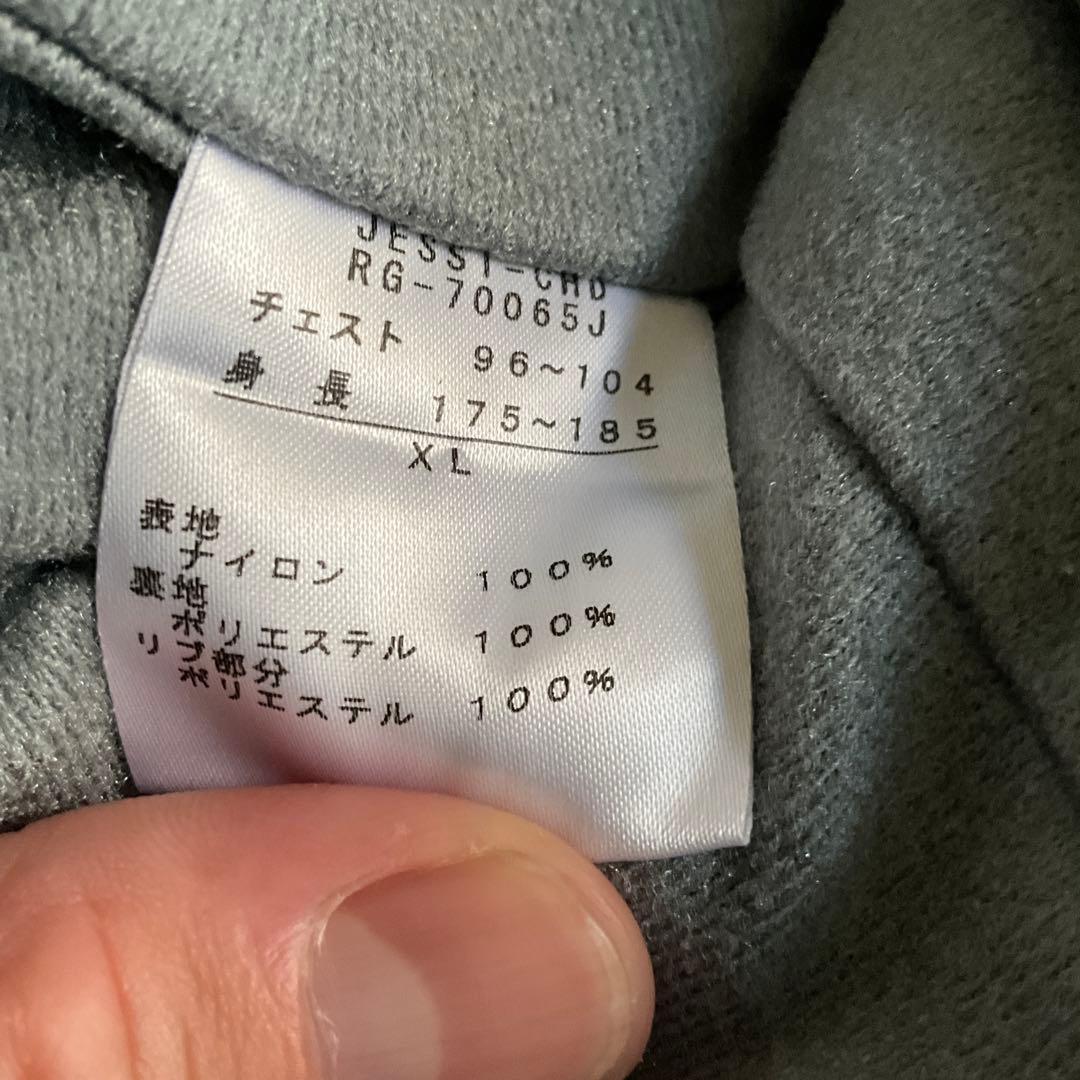 JESSI-CHD
RG-70065J
チェスト 96~104
身 長 175~185
XL
表地
ナイロン 100%
裏地
ポリエステル 100%
リブ部分
ポリエステル 100%